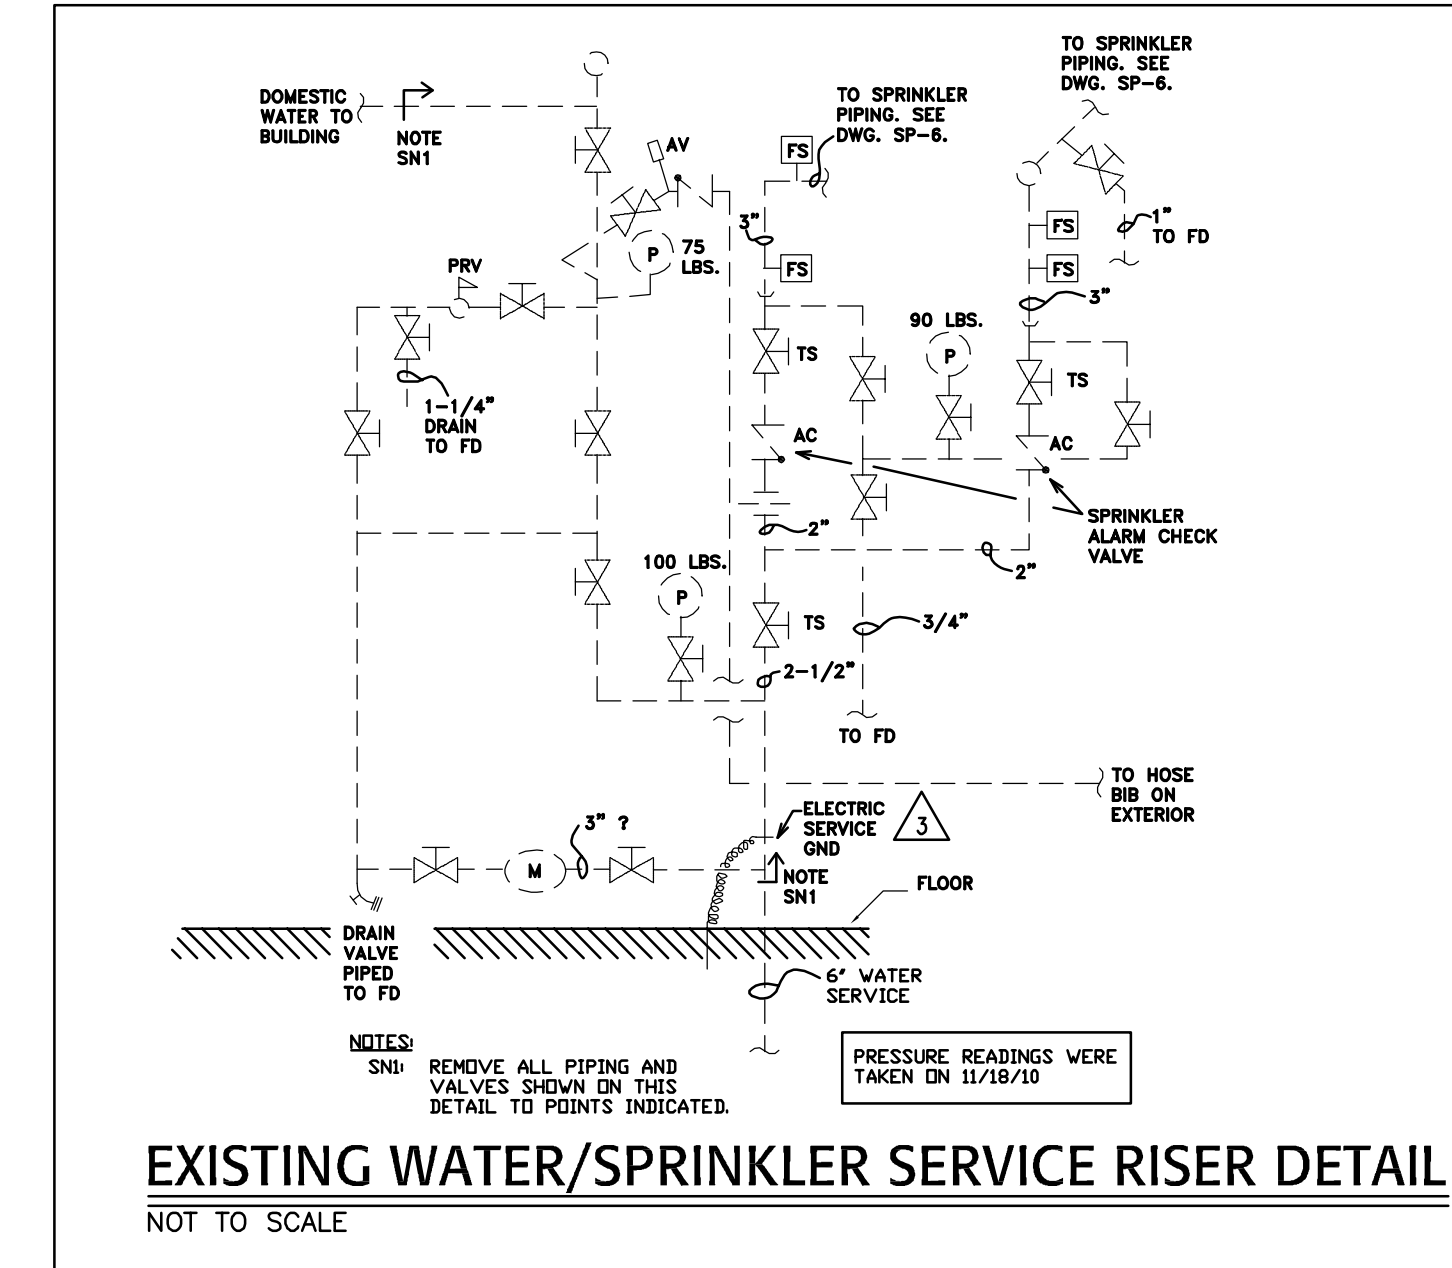 TO SPRINKLER
PIPING. SEE
DWG. SP-6.
DOMESTIC
WATER TO
BUILDING
NOTE
SN1
TO SPRINKLER
PIPING. SEE
DWG. SP-6.
AV
FS
3"
FS
P
75
LBS.
PRV
FS
FS
1"
TO FD
3"
90 LBS.
P
TS
TS
1-1/4"
DRAIN
TO FD
AC
AC
SPRINKLER
ALARM CHECK
VALVE
2"
2"
100 LBS.
P
TS
3/4"
2-1/2"
TO FD
TO HOSE
BIB ON
EXTERIOR
ELECTRIC
SERVICE
GND
3
3" ?
M
NOTE
SN1
FLOOR
DRAIN
VALVE
PIPED
TO FD
6" WATER
SERVICE
NOTES:
SN1: REMOVE ALL PIPING AND
VALVES SHOWN ON THIS
DETAIL TO POINTS INDICATED.
PRESSURE READINGS WERE
TAKEN ON 11/18/10
EXISTING WATER/SPRINKLER SERVICE RISER DETAIL
NOT TO SCALE